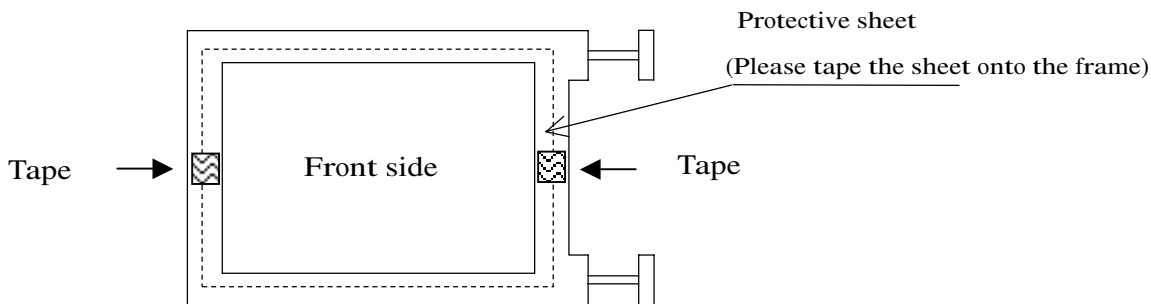 Protective sheet
(Please tape the sheet onto the frame)
Tape
Front side
Tape